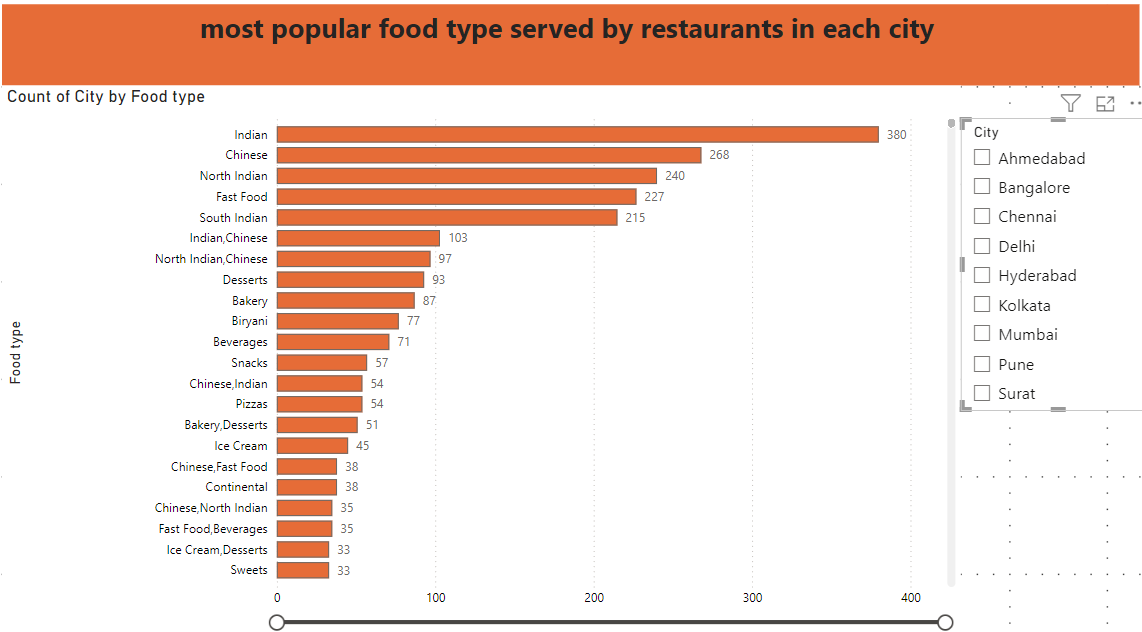 most popular food type served by restaurants in each city
Count of City by Food type
Food type
Indian 380
Chinese 268
North Indian 240
Fast Food 227
South Indian 215
Indian,Chinese 103
North Indian,Chinese 97
Desserts 93
Bakery 87
Biryani 77
Beverages 71
Snacks 57
Chinese,Indian 54
Pizzas 54
Bakery,Desserts 51
Ice Cream 45
Chinese,Fast Food 38
Continental 38
Chinese,North Indian 35
Fast Food,Beverages 35
Ice Cream,Desserts 33
Sweets 33
0 100 200 300 400
City
Ahmedabad
Bangalore
Chennai
Delhi
Hyderabad
Kolkata
Mumbai
Pune
Surat